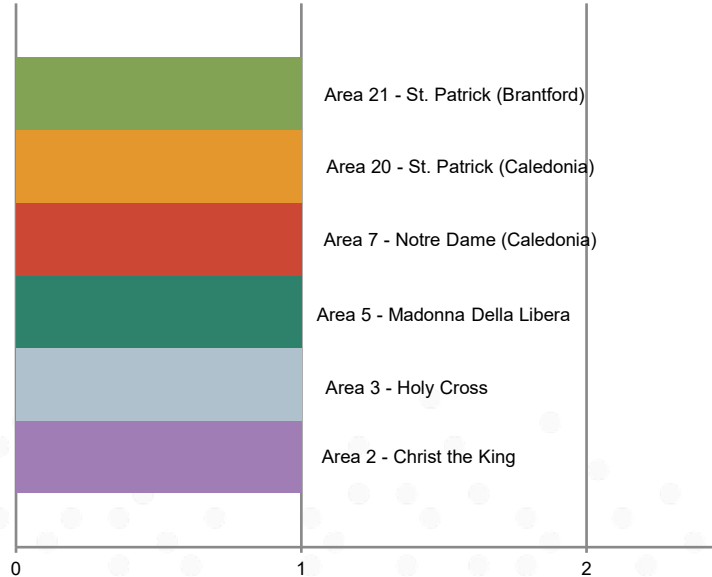 Area 21 - St. Patrick (Brantford)
Area 20 - St. Patrick (Caledonia)
Area 7 - Notre Dame (Caledonia)
Area 5 - Madonna Della Libera
Area 3 - Holy Cross
Area 2 - Christ the King
0 1 2